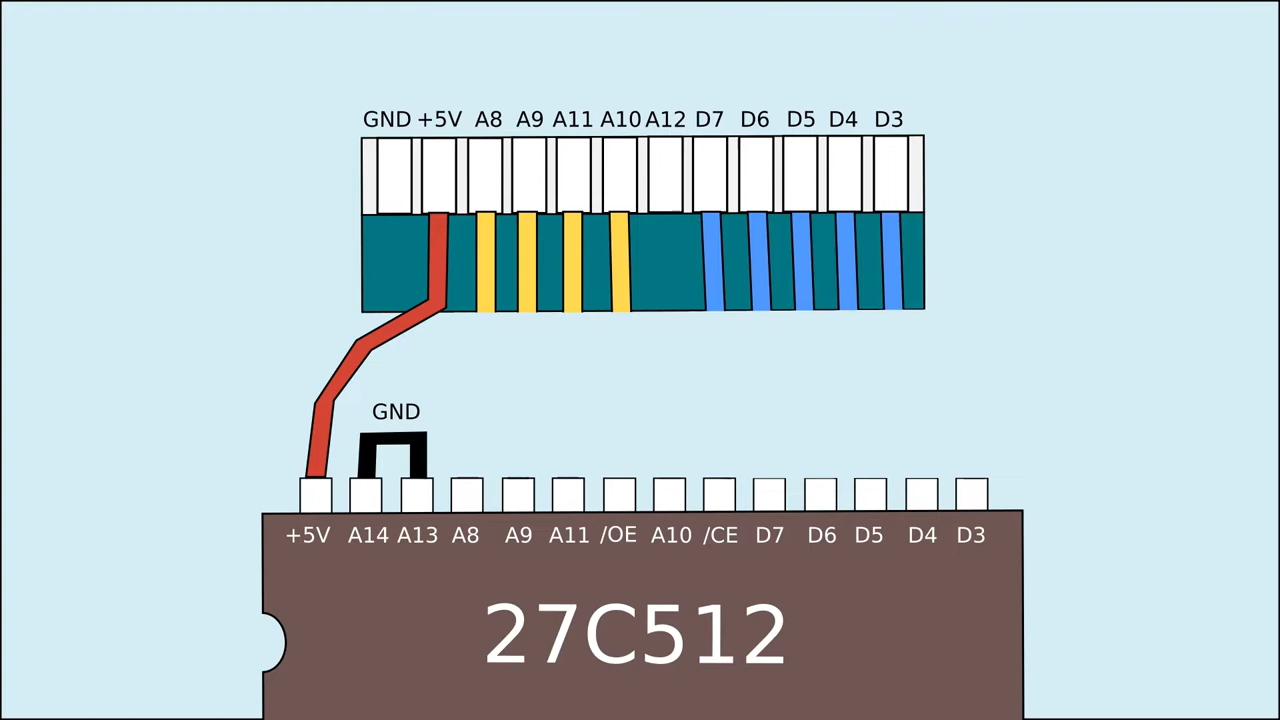 GND +5V A8 A9 A11 A10 A12 D7 D6 D5 D4 D3
GND
+5V A14 A13 A8 A9 A11 /OE A10 /CE D7 D6 D5 D4 D3
27C512